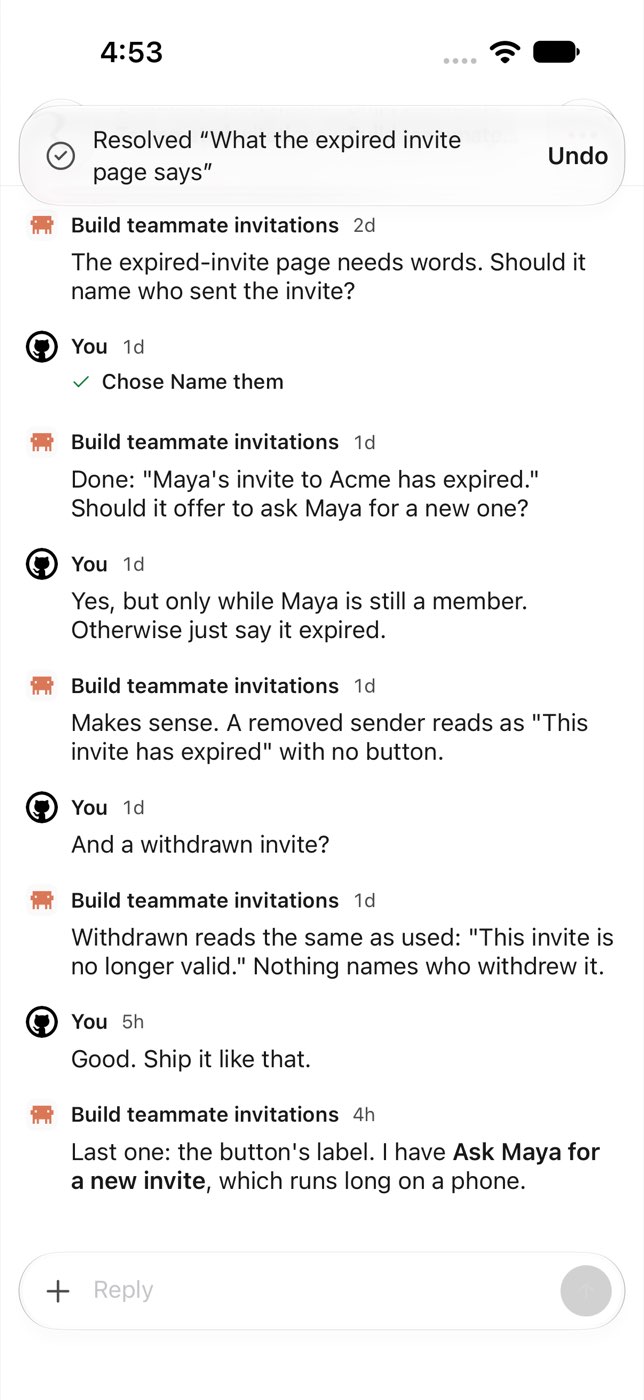 4:53
Resolved “What the expired invite
page says”
Undo
Build teammate invitations 2d
The expired-invite page needs words. Should it
name who sent the invite?
You 1d
Chose Name them
Build teammate invitations 1d
Done: "Maya's invite to Acme has expired."
Should it offer to ask Maya for a new one?
You 1d
Yes, but only while Maya is still a member.
Otherwise just say it expired.
Build teammate invitations 1d
Makes sense. A removed sender reads as "This
invite has expired" with no button.
You 1d
And a withdrawn invite?
Build teammate invitations 1d
Withdrawn reads the same as used: "This invite is
no longer valid." Nothing names who withdrew it.
You 5h
Good. Ship it like that.
Build teammate invitations 4h
Last one: the button's label. I have Ask Maya for
a new invite, which runs long on a phone.
Reply